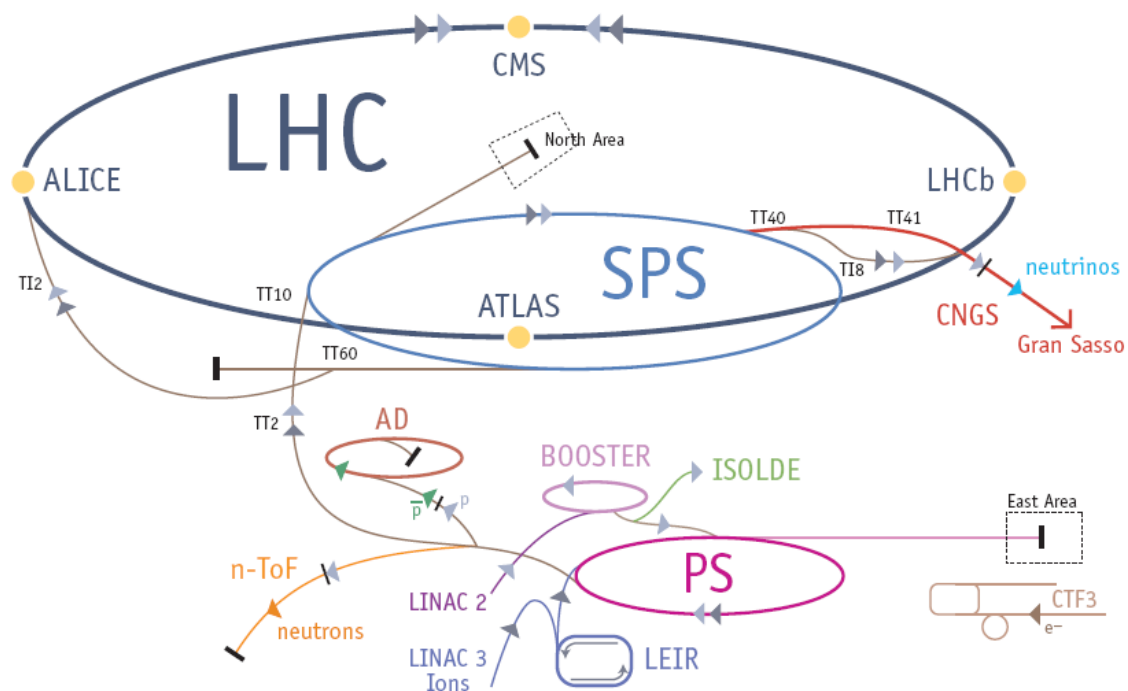 CMS
LHC
North Area
ALICE
LHCb
TT40
TT41
TI8
SPS
neutrinos
TI2
TT10
ATLAS
CNGS
Gran Sasso
TT60
TT2
AD
BOOSTER
ISOLDE
p
p̅
East Area
n-ToF
PS
neutrons
LINAC 2
CTF3
e–
LINAC 3
Ions
LEIR